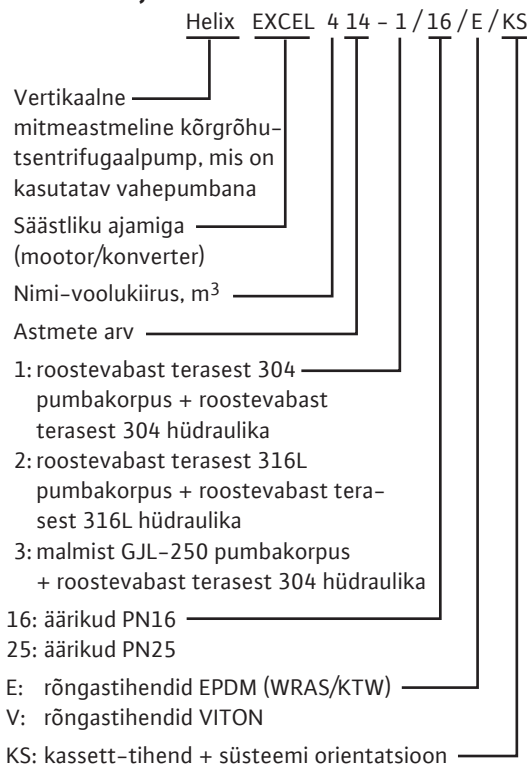 Helix EXCEL 4 14 - 1 / 16 / E / KS
Vertikaalne
mitmeastmeline kõrgrõhu-
tsentrifugaalpump, mis on
kasutatav vahepumbana
Säästliku ajamiga
(mootor/konverter)
Nimi-voolukiirus, m³
Astmete arv
1: roostevabast terasest 304
pumbakorpus + roostevabast
terasest 304 hüdraulika
2: roostevabast terasest 316L
pumbakorpus + roostevabast tera-
sest 316L hüdraulika
3: malmist GJL-250 pumbakorpus
+ roostevabast terasest 304 hüdraulika
16: äärikud PN16
25: äärikud PN25
E: rõngastihendid EPDM (WRAS/KTW)
V: rõngastihendid VITON
KS: kassett-tihend + süsteemi orientatsioon